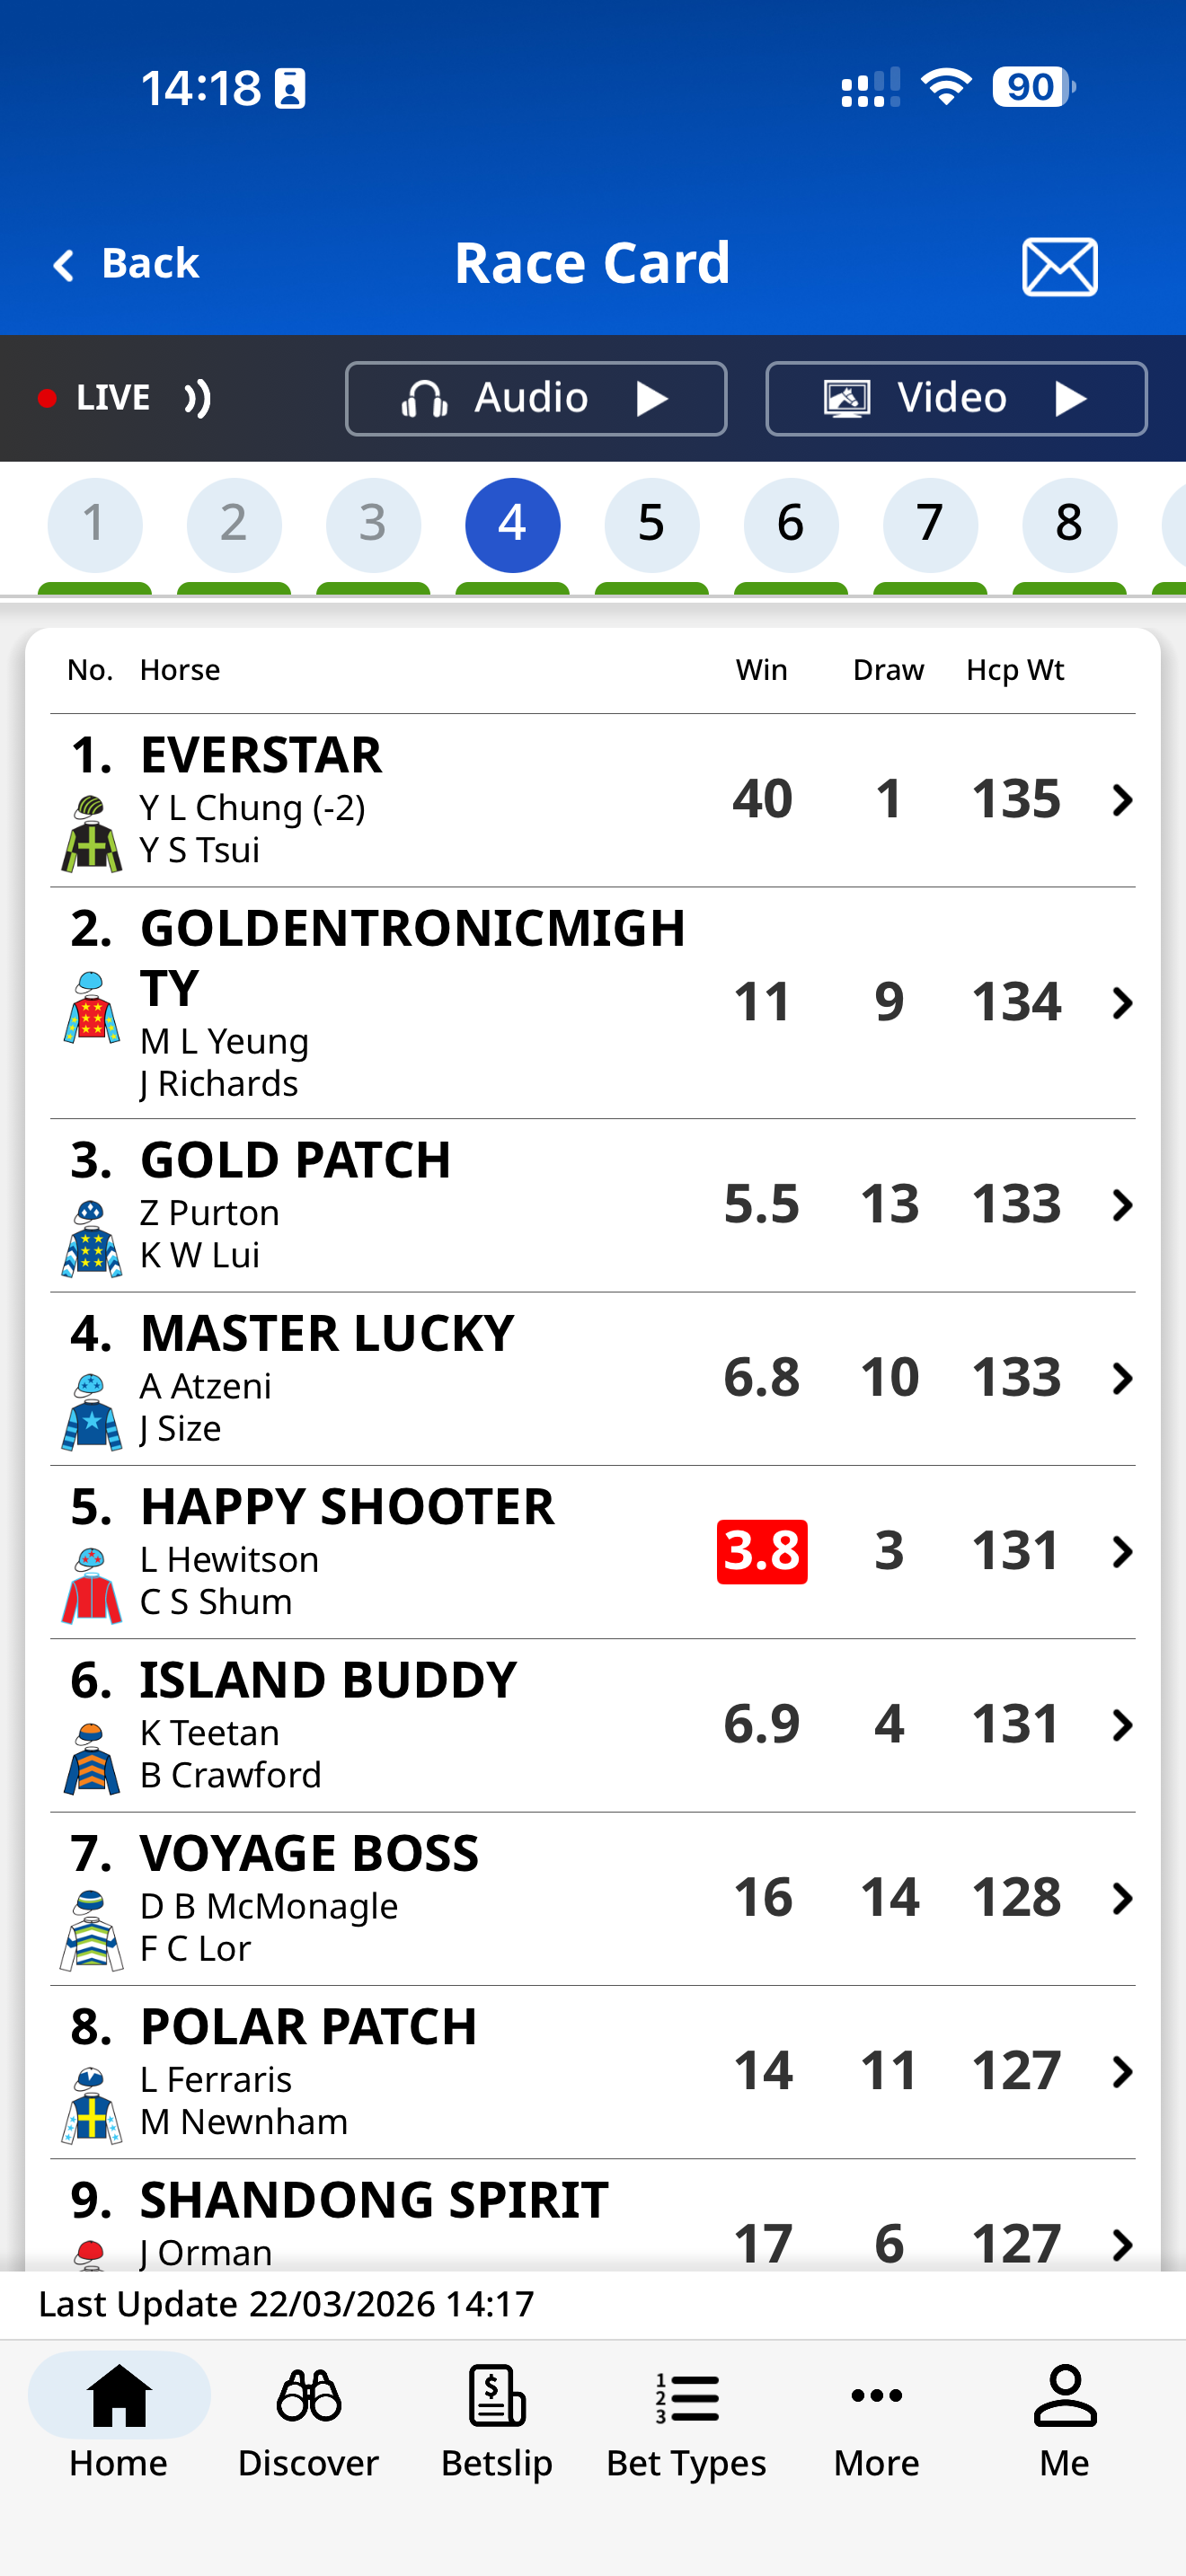 14:18
90
Back
Race Card
LIVE
Audio
Video
1 2 3 4 5 6 7 8
No. Horse Win Draw Hcp Wt
1. EVERSTAR
Y L Chung (-2)
Y S Tsui
40 1 135
2. GOLDENTRONICMIGH
TY
M L Yeung
J Richards
11 9 134
3. GOLD PATCH
Z Purton
K W Lui
5.5 13 133
4. MASTER LUCKY
A Atzeni
J Size
6.8 10 133
5. HAPPY SHOOTER
L Hewitson
C S Shum
3.8 3 131
6. ISLAND BUDDY
K Teetan
B Crawford
6.9 4 131
7. VOYAGE BOSS
D B McMonagle
F C Lor
16 14 128
8. POLAR PATCH
L Ferraris
M Newnham
14 11 127
9. SHANDONG SPIRIT
J Orman
17 6 127
Last Update 22/03/2026 14:17
Home
Discover
Betslip
Bet Types
More
Me